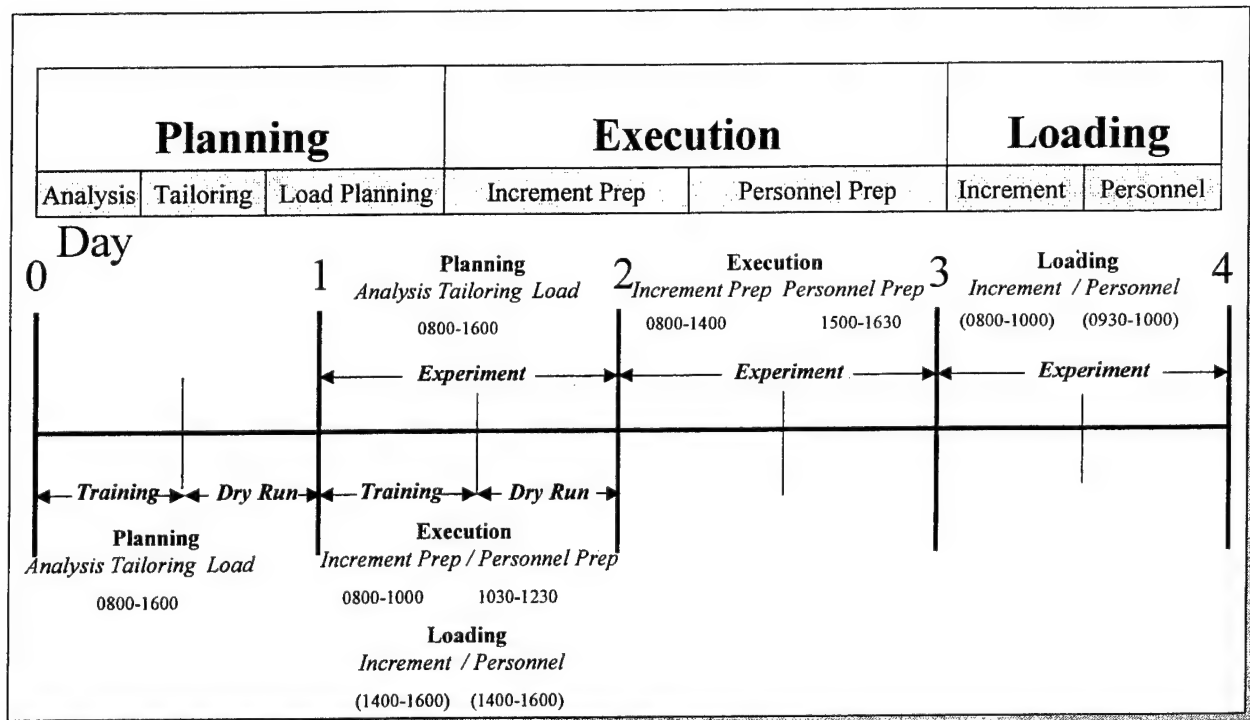 Planning Execution Loading
Analysis Tailoring Load Planning Increment Prep Personnel Prep Increment Personnel
Day
0 1 2 3 4
Planning
Analysis Tailoring Load
0800-1600
Experiment
Execution
Increment Prep Personnel Prep
0800-1400 1500-1630
Experiment
Loading
Increment / Personnel
(0800-1000) (0930-1000)
Experiment
Training Dry Run
Planning
Analysis Tailoring Load
0800-1600
Training Dry Run
Execution
Increment Prep / Personnel Prep
0800-1000 1030-1230
Loading
Increment / Personnel
(1400-1600) (1400-1600)